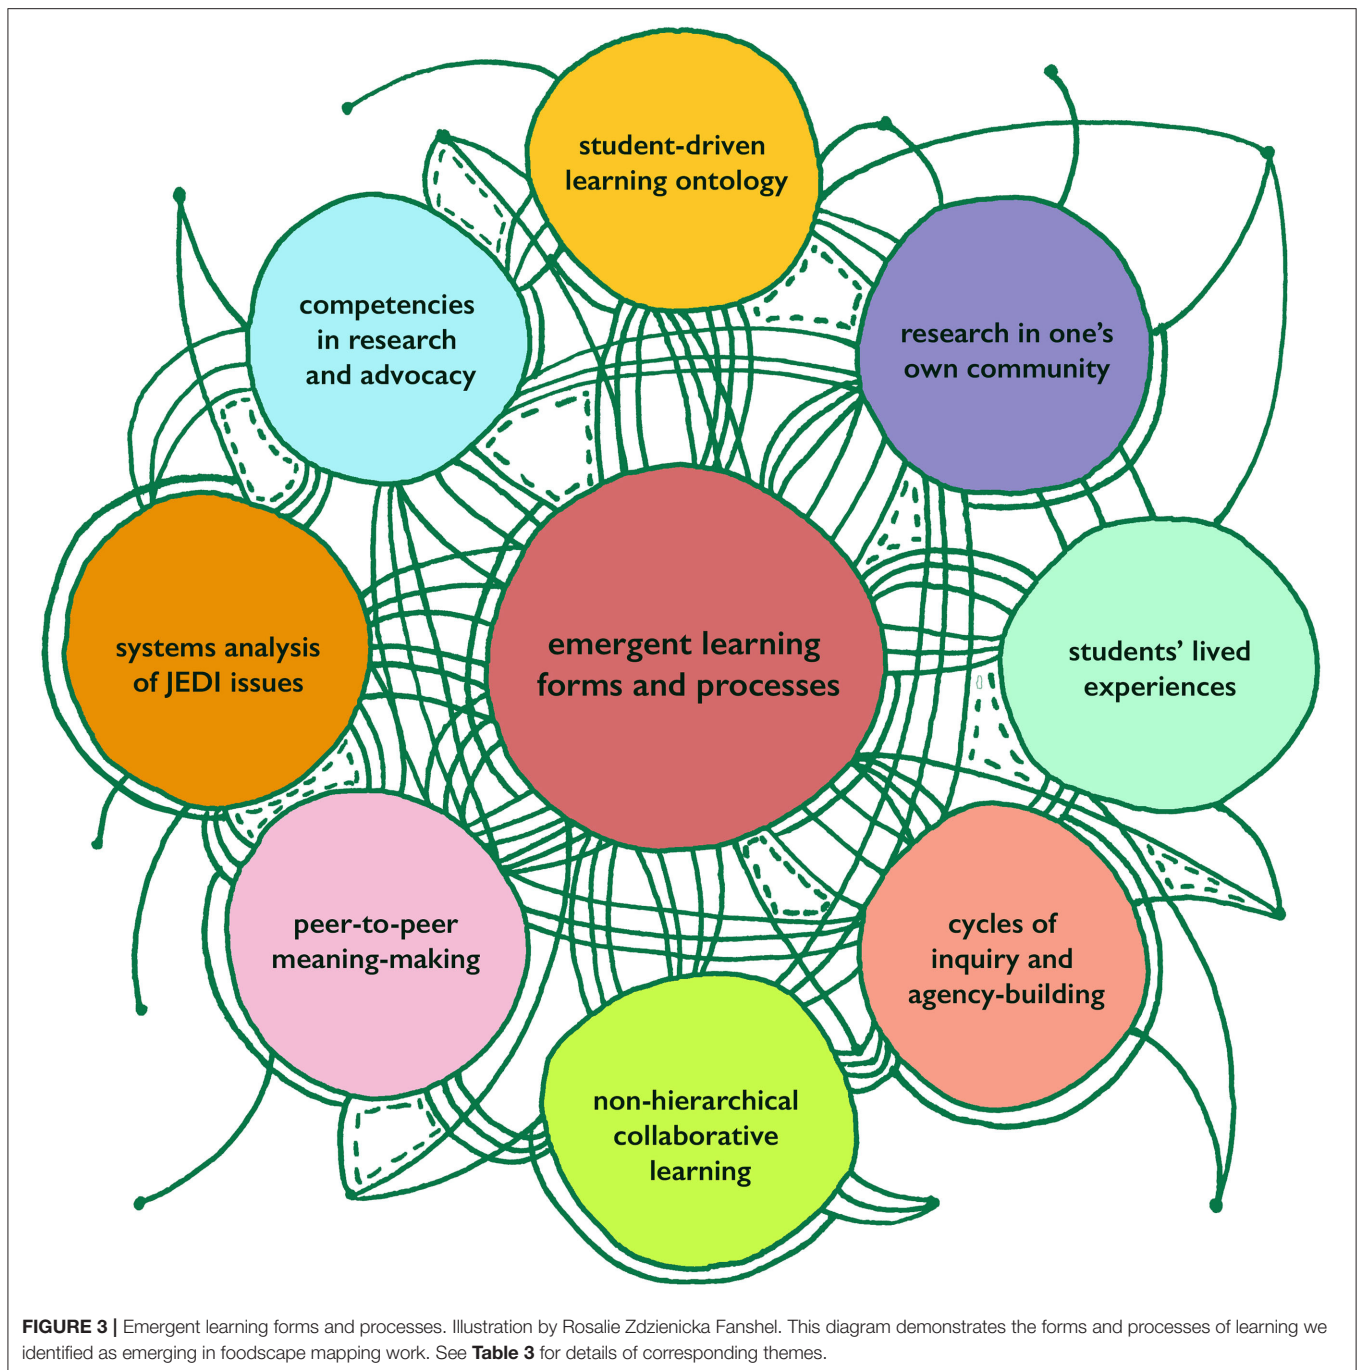 student-driven
learning ontology
competencies
in research
and advocacy
research in one's
own community
systems analysis
of JEDI issues
emergent learning
forms and processes
students' lived
experiences
peer-to-peer
meaning-making
cycles of
inquiry and
agency-building
non-hierarchical
collaborative
learning
FIGURE 3 | Emergent learning forms and processes. Illustration by Rosalie Zdzienicka Fanshel. This diagram demonstrates the forms and processes of learning we
identified as emerging in foodscape mapping work. See Table 3 for details of corresponding themes.